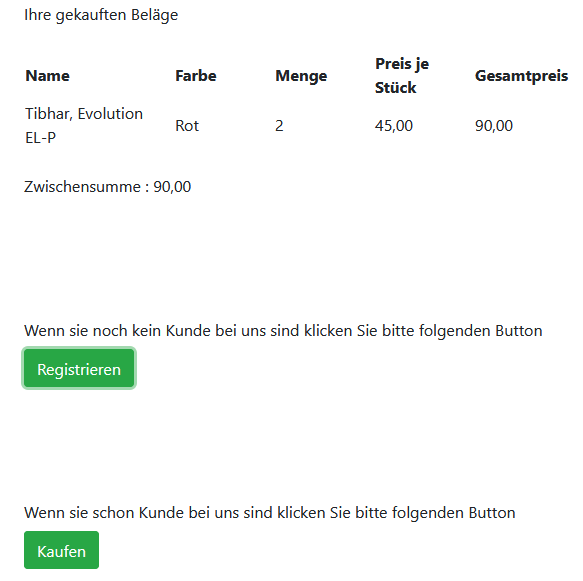 Ihre gekauften Beläge
Name Farbe Menge Preis je Stück Gesamtpreis
Tibhar, Evolution EL-P Rot 2 45,00 90,00
Zwischensumme : 90,00
Wenn sie noch kein Kunde bei uns sind klicken Sie bitte folgenden Button
Registrieren
Wenn sie schon Kunde bei uns sind klicken Sie bitte folgenden Button
Kaufen